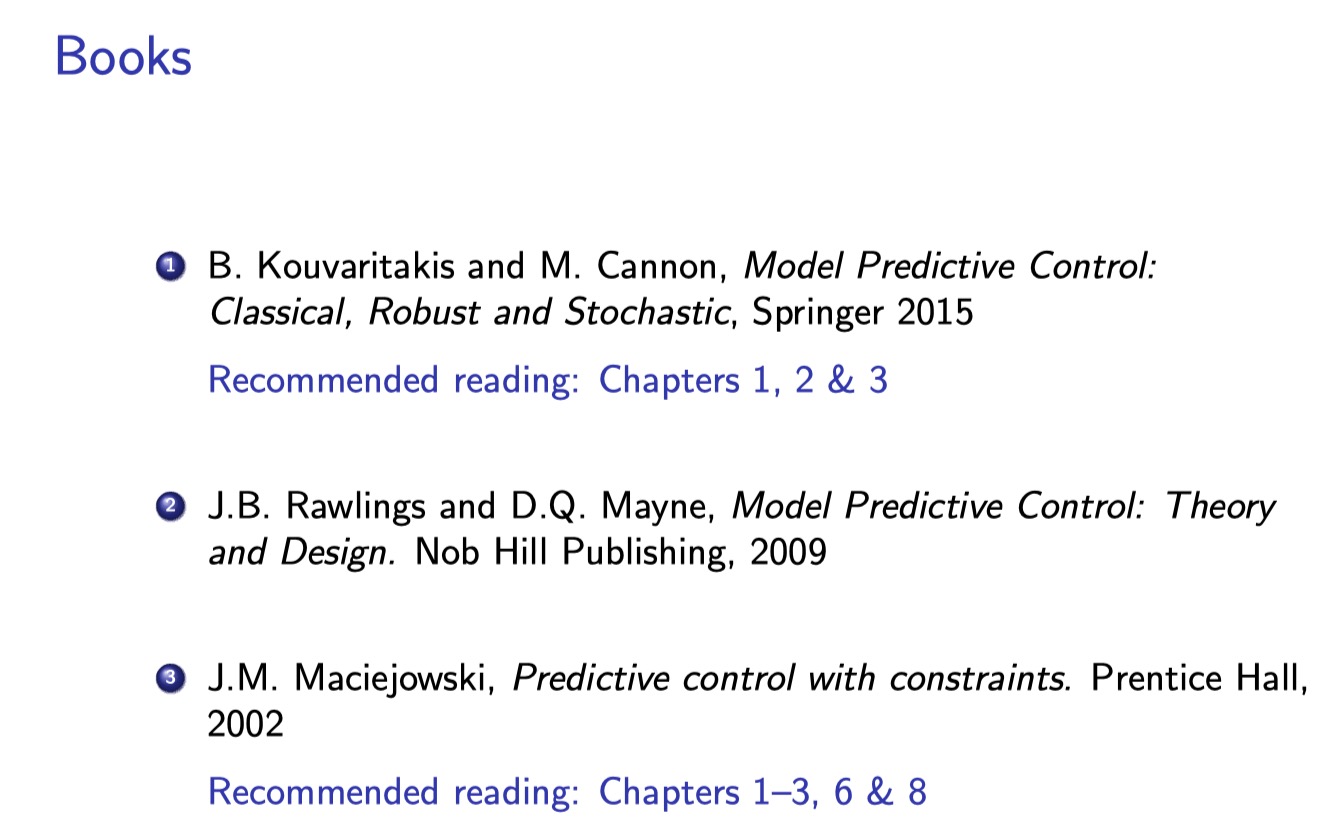 Books
1 B. Kouvaritakis and M. Cannon, Model Predictive Control:
Classical, Robust and Stochastic, Springer 2015
Recommended reading: Chapters 1, 2 & 3
2 J.B. Rawlings and D.Q. Mayne, Model Predictive Control: Theory
and Design. Nob Hill Publishing, 2009
3 J.M. Maciejowski, Predictive control with constraints. Prentice Hall,
2002
Recommended reading: Chapters 1–3, 6 & 8